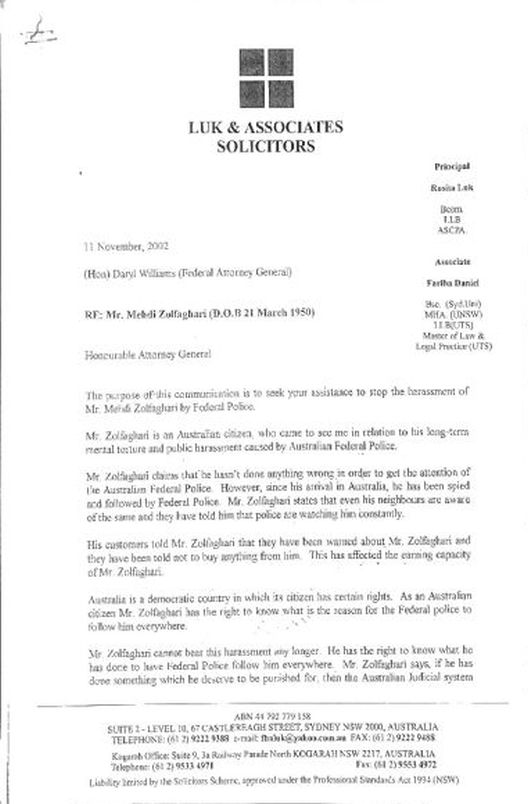 LUK & ASSOCIATES
SOLICITORS
Principal
Rosita Luk
Bcom
LLB
ASCPA
Associate
Fariba Daniel
Bsc. (Syd.Uni)
MHA. (UNSW)
LLB(UTS)
Master of Law &
Legal Practice (UTS)
11 November, 2002
(Hon) Daryl Williams (Federal Attorney General)
RE: Mr. Mehdi Zolfaghari (D.O.B 21 March 1950)
Honourable Attorney General
The purpose of this communication is to seek your assistance to stop the harassment of
Mr. Mehdi Zolfaghari by Federal Police.
Mr. Zolfaghari is an Australian citizen, who came to see me in relation to his long-term
mental torture and public harassment caused by Australian Federal Police.
Mr. Zolfaghari claims that he hasn't done anything wrong in order to get the attention of
the Australian Federal Police. However, since his arrival in Australia, he has been spied
and followed by Federal Police. Mr. Zolfaghari states that even his neighbours are aware
of the same and they have told him that police are watching him constantly.
His customers told Mr. Zolfaghari that they have been warned about Mr. Zolfaghari and
they have been told not to buy anything from him. This has affected the earning capacity
of Mr. Zolfaghari.
Australia is a democratic country in which its citizen has certain rights. As an Australian
citizen Mr. Zolfaghari has the right to know what is the reason for the Federal police to
follow him everywhere.
Mr. Zolfaghari cannot bear this harassment any longer. He has the right to know what he
has done to have Federal Police follow him everywhere. Mr. Zolfaghari says, if he has
done something which he deserve to be punished for, then the Australian Judicial system
ABN 44 792 779 158
SUITE 2 - LEVEL 10, 67 CASTLEREAGH STREET, SYDNEY NSW 2000, AUSTRALIA
TELEPHONE: (61 2) 9222 9388 e-mail: @yahoo.com.au FAX: (61 2) 9222 9488
Kogarah Office: Suite 9, 3a Railway Parade North KOGARAH NSW 2217, AUSTRALIA
Telephone: (61 2) 9533 4971 Fax: (61 2) 9553 4972
Liability limited by the Solicitors Scheme, approved under the Professional Standards Act 1994 (NSW)